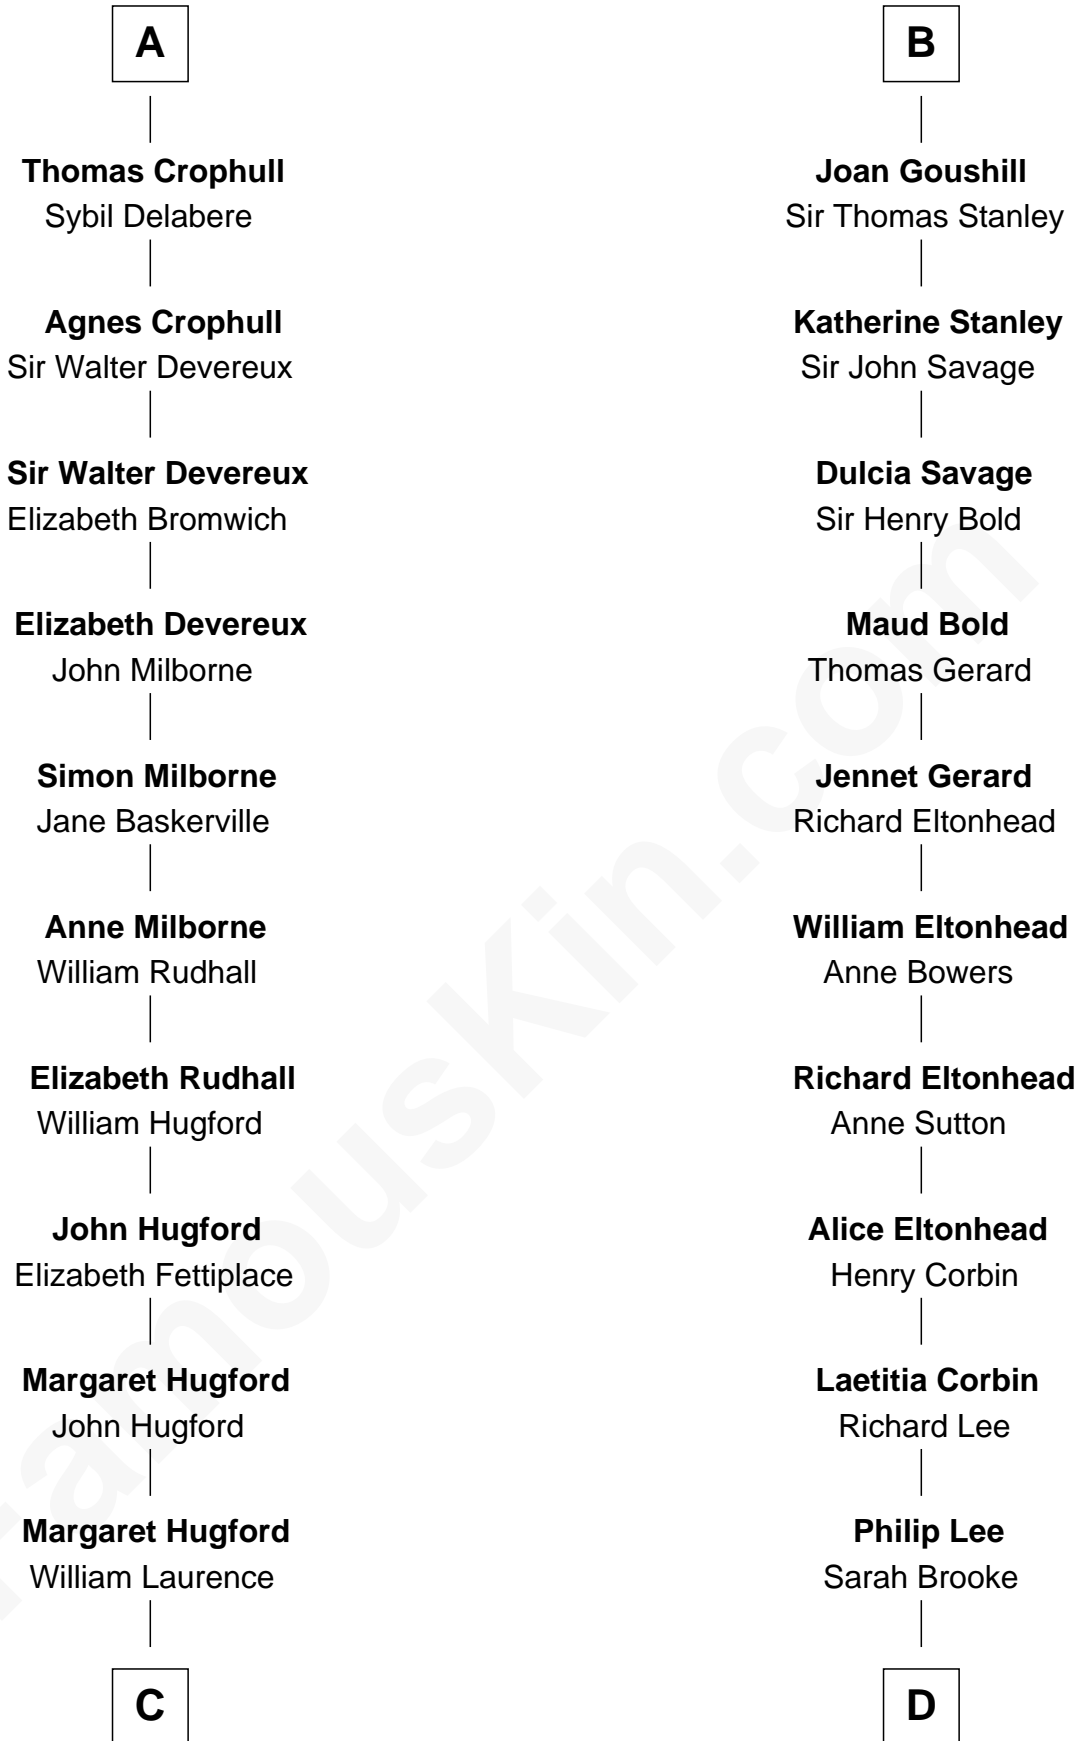 A
Thomas Crophull
Sybil Delabere
Agnes Crophull
Sir Walter Devereux
Sir Walter Devereux
Elizabeth Bromwich
Elizabeth Devereux
John Milborne
Simon Milborne
Jane Baskerville
Anne Milborne
William Rudhall
Elizabeth Rudhall
William Hugford
John Hugford
Elizabeth Fettiplace
Margaret Hugford
John Hugford
Margaret Hugford
William Laurence
C
B
Joan Goushill
Sir Thomas Stanley
Katherine Stanley
Sir John Savage
Dulcia Savage
Sir Henry Bold
Maud Bold
Thomas Gerard
Jennet Gerard
Richard Eltonhead
William Eltonhead
Anne Bowers
Richard Eltonhead
Anne Sutton
Alice Eltonhead
Henry Corbin
Laetitia Corbin
Richard Lee
Philip Lee
Sarah Brooke
D
FamousKin.com